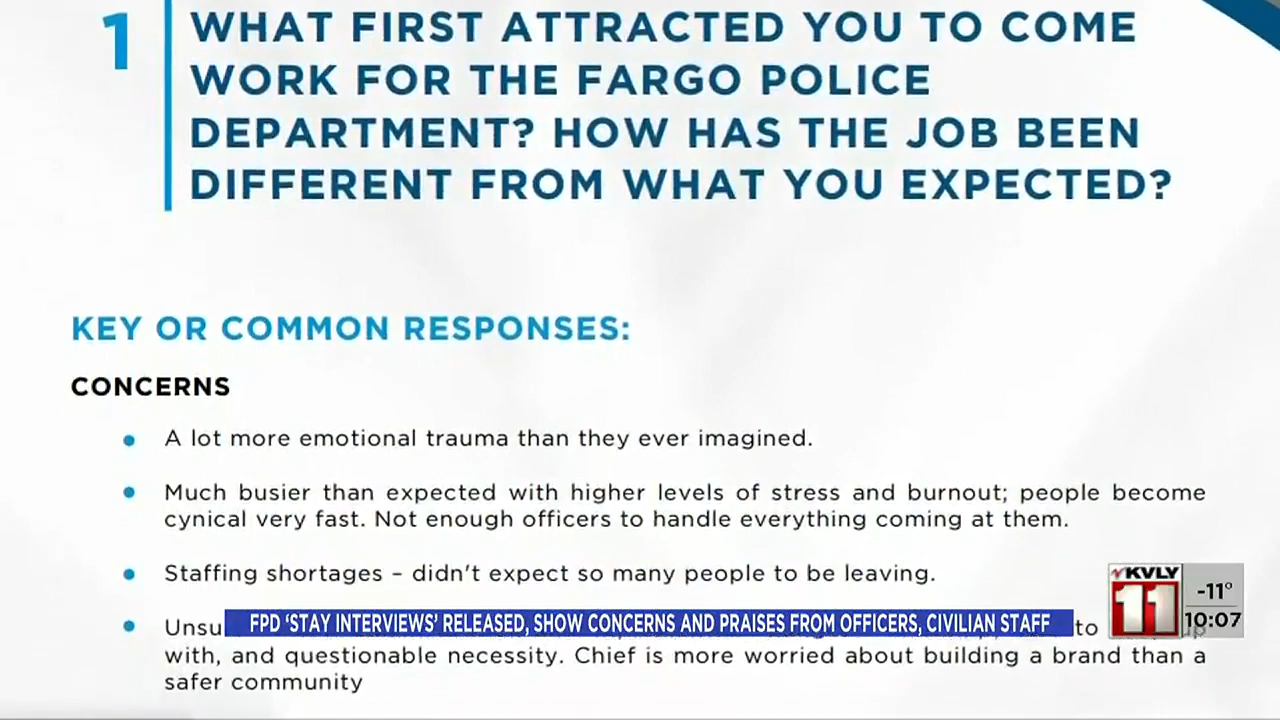 1
WHAT FIRST ATTRACTED YOU TO COME
WORK FOR THE FARGO POLICE
DEPARTMENT? HOW HAS THE JOB BEEN
DIFFERENT FROM WHAT YOU EXPECTED?
KEY OR COMMON RESPONSES:
CONCERNS
A lot more emotional trauma than they ever imagined.
Much busier than expected with higher levels of stress and burnout; people become
cynical very fast. Not enough officers to handle everything coming at them.
Staffing shortages – didn't expect so many people to be leaving.
to
FPD ‘STAY INTERVIEWS’ RELEASED, SHOW CONCERNS AND PRAISES FROM OFFICERS, CIVILIAN STAFF
with, and questionable necessity. Chief is more worried about building a brand than a
safer community
KVLY
11
-11°
10:07